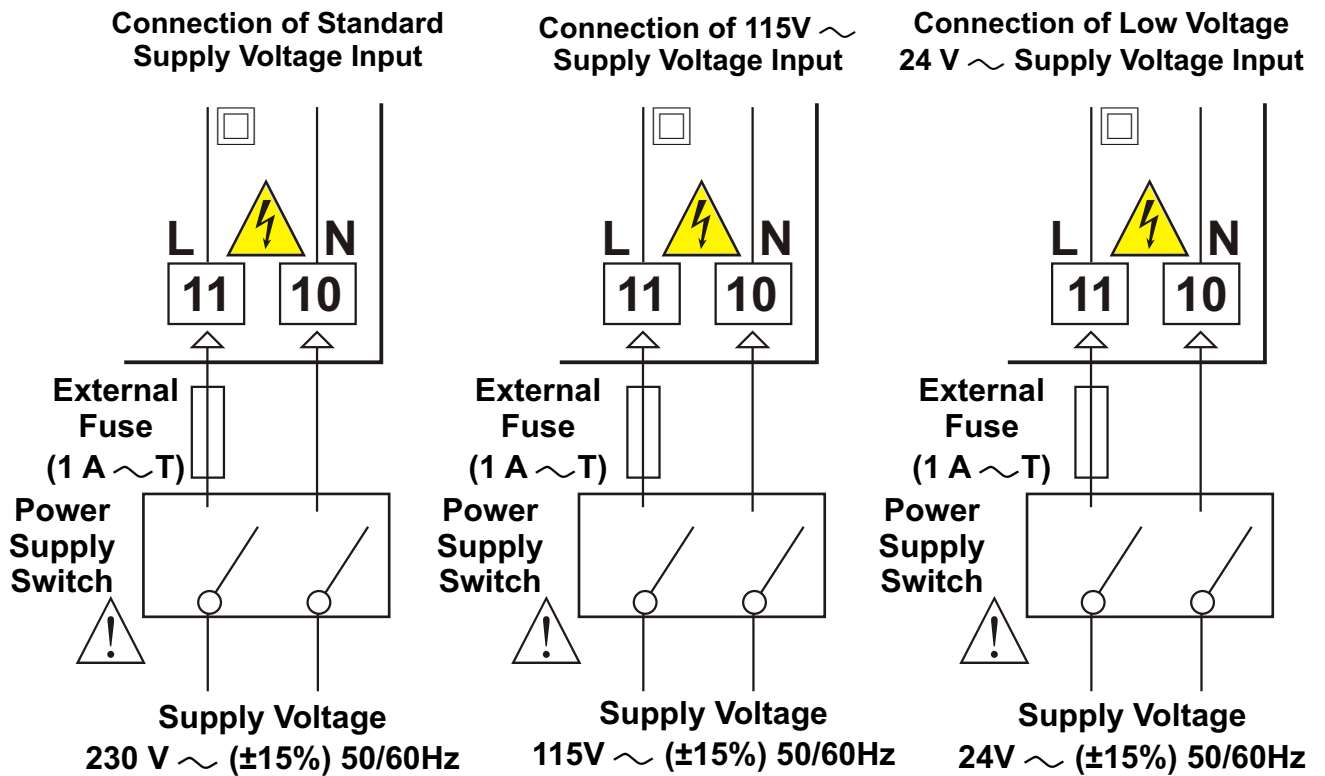 Connection of Standard
Supply Voltage Input
L
N
11
10
External
Fuse
(1 A ～T)
Power
Supply
Switch
!
Supply Voltage
230 V ～ (±15%) 50/60Hz
Connection of 115V ～
Supply Voltage Input
L
N
11
10
External
Fuse
(1 A ～T)
Power
Supply
Switch
!
Supply Voltage
115V ～ (±15%) 50/60Hz
Connection of Low Voltage
24 V ～ Supply Voltage Input
L
N
11
10
External
Fuse
(1 A ～T)
Power
Supply
Switch
!
Supply Voltage
24V ～ (±15%) 50/60Hz